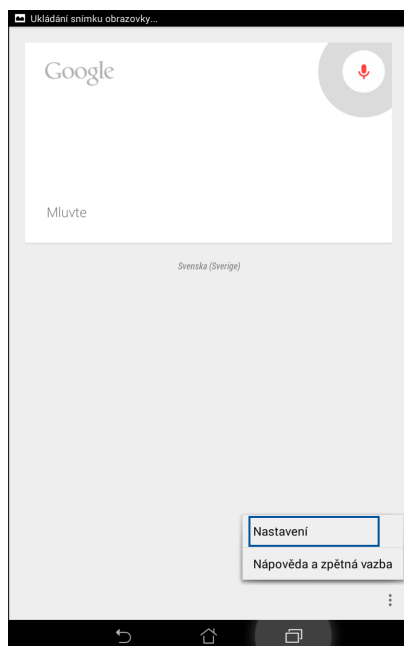 Ukládání snímku obrazovky...
Google
Mluvte
Svenska (Sverige)
Nastavení
Nápověda a zpětná vazba